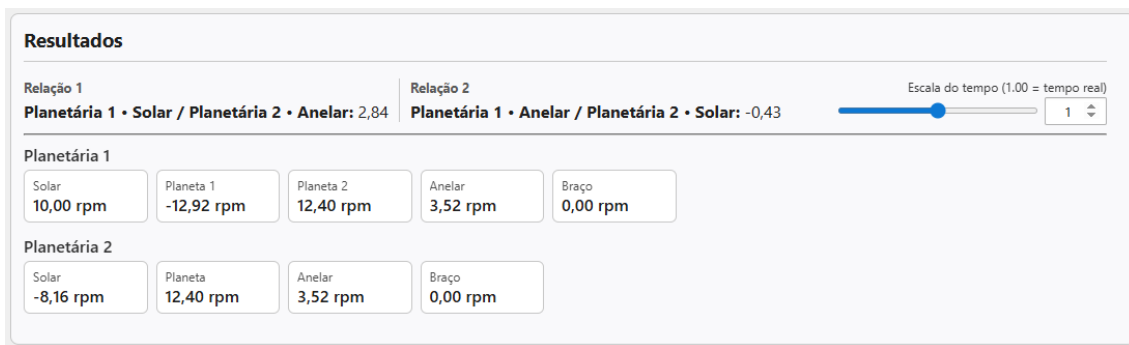 Resultados
Relação 1
Planetária 1 • Solar / Planetária 2 • Anelar: 2,84
Relação 2
Planetária 1 • Anelar / Planetária 2 • Solar: -0,43
Escala do tempo (1.00 = tempo real)
1
Planetária 1
Solar
10,00 rpm
Planeta 1
-12,92 rpm
Planeta 2
12,40 rpm
Anelar
3,52 rpm
Braço
0,00 rpm
Planetária 2
Solar
-8,16 rpm
Planeta
12,40 rpm
Anelar
3,52 rpm
Braço
0,00 rpm